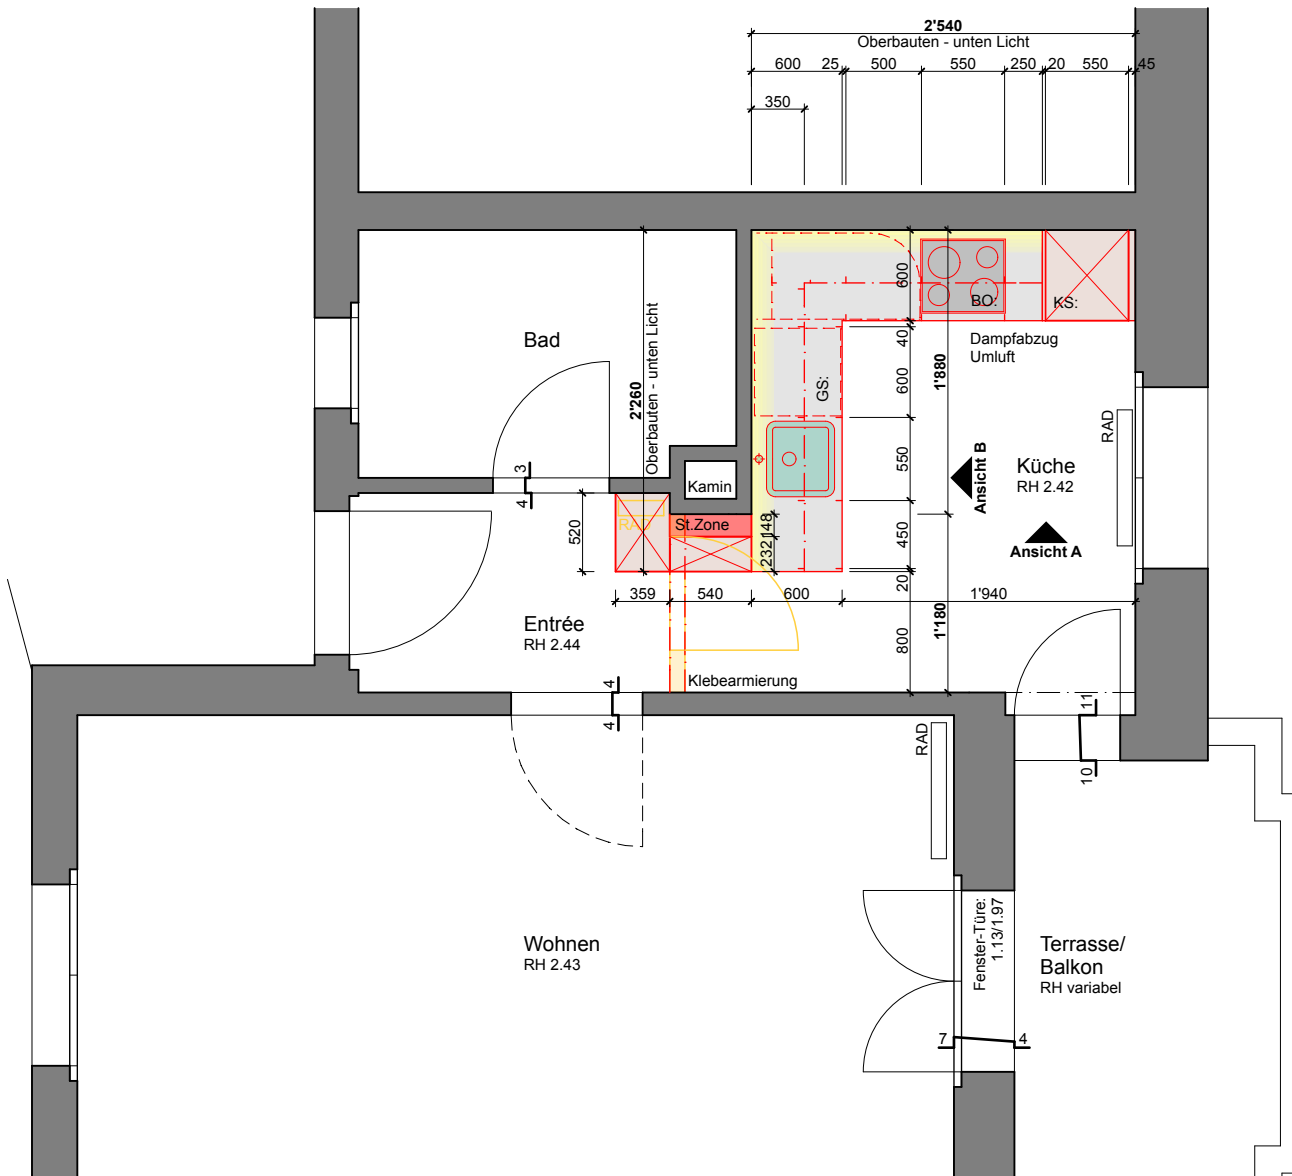 2'540
Oberbauten - unten Licht
600 25 500 550 250 20 550 45
350
Bad
2'260
Oberbauten - unten Licht
600
40
600
550
450
20
800
1'880
1'180
BO:
KS:
Dampfabzug
Umluft
GS:
RAD
Ansicht B
Küche
RH 2.42
Ansicht A
Kamin
St.Zone
RAD
148
232
520
3
4
359 540 600 1'940
Entrée
RH 2.44
Klebearmierung
4
4
11
10
RAD
Wohnen
RH 2.43
Fenster-Türe:
1.13/1.97
Terrasse/
Balkon
RH variabel
7 4